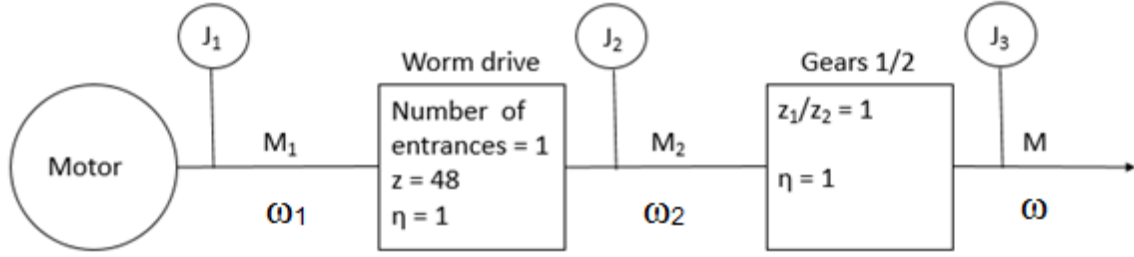 J₁
J₂
J₃
Worm drive
Gears 1/2
Motor
M₁
Number of
entrances = 1
z = 48
η = 1
M₂
z₁/z₂ = 1
η = 1
M
ω₁
ω₂
ω